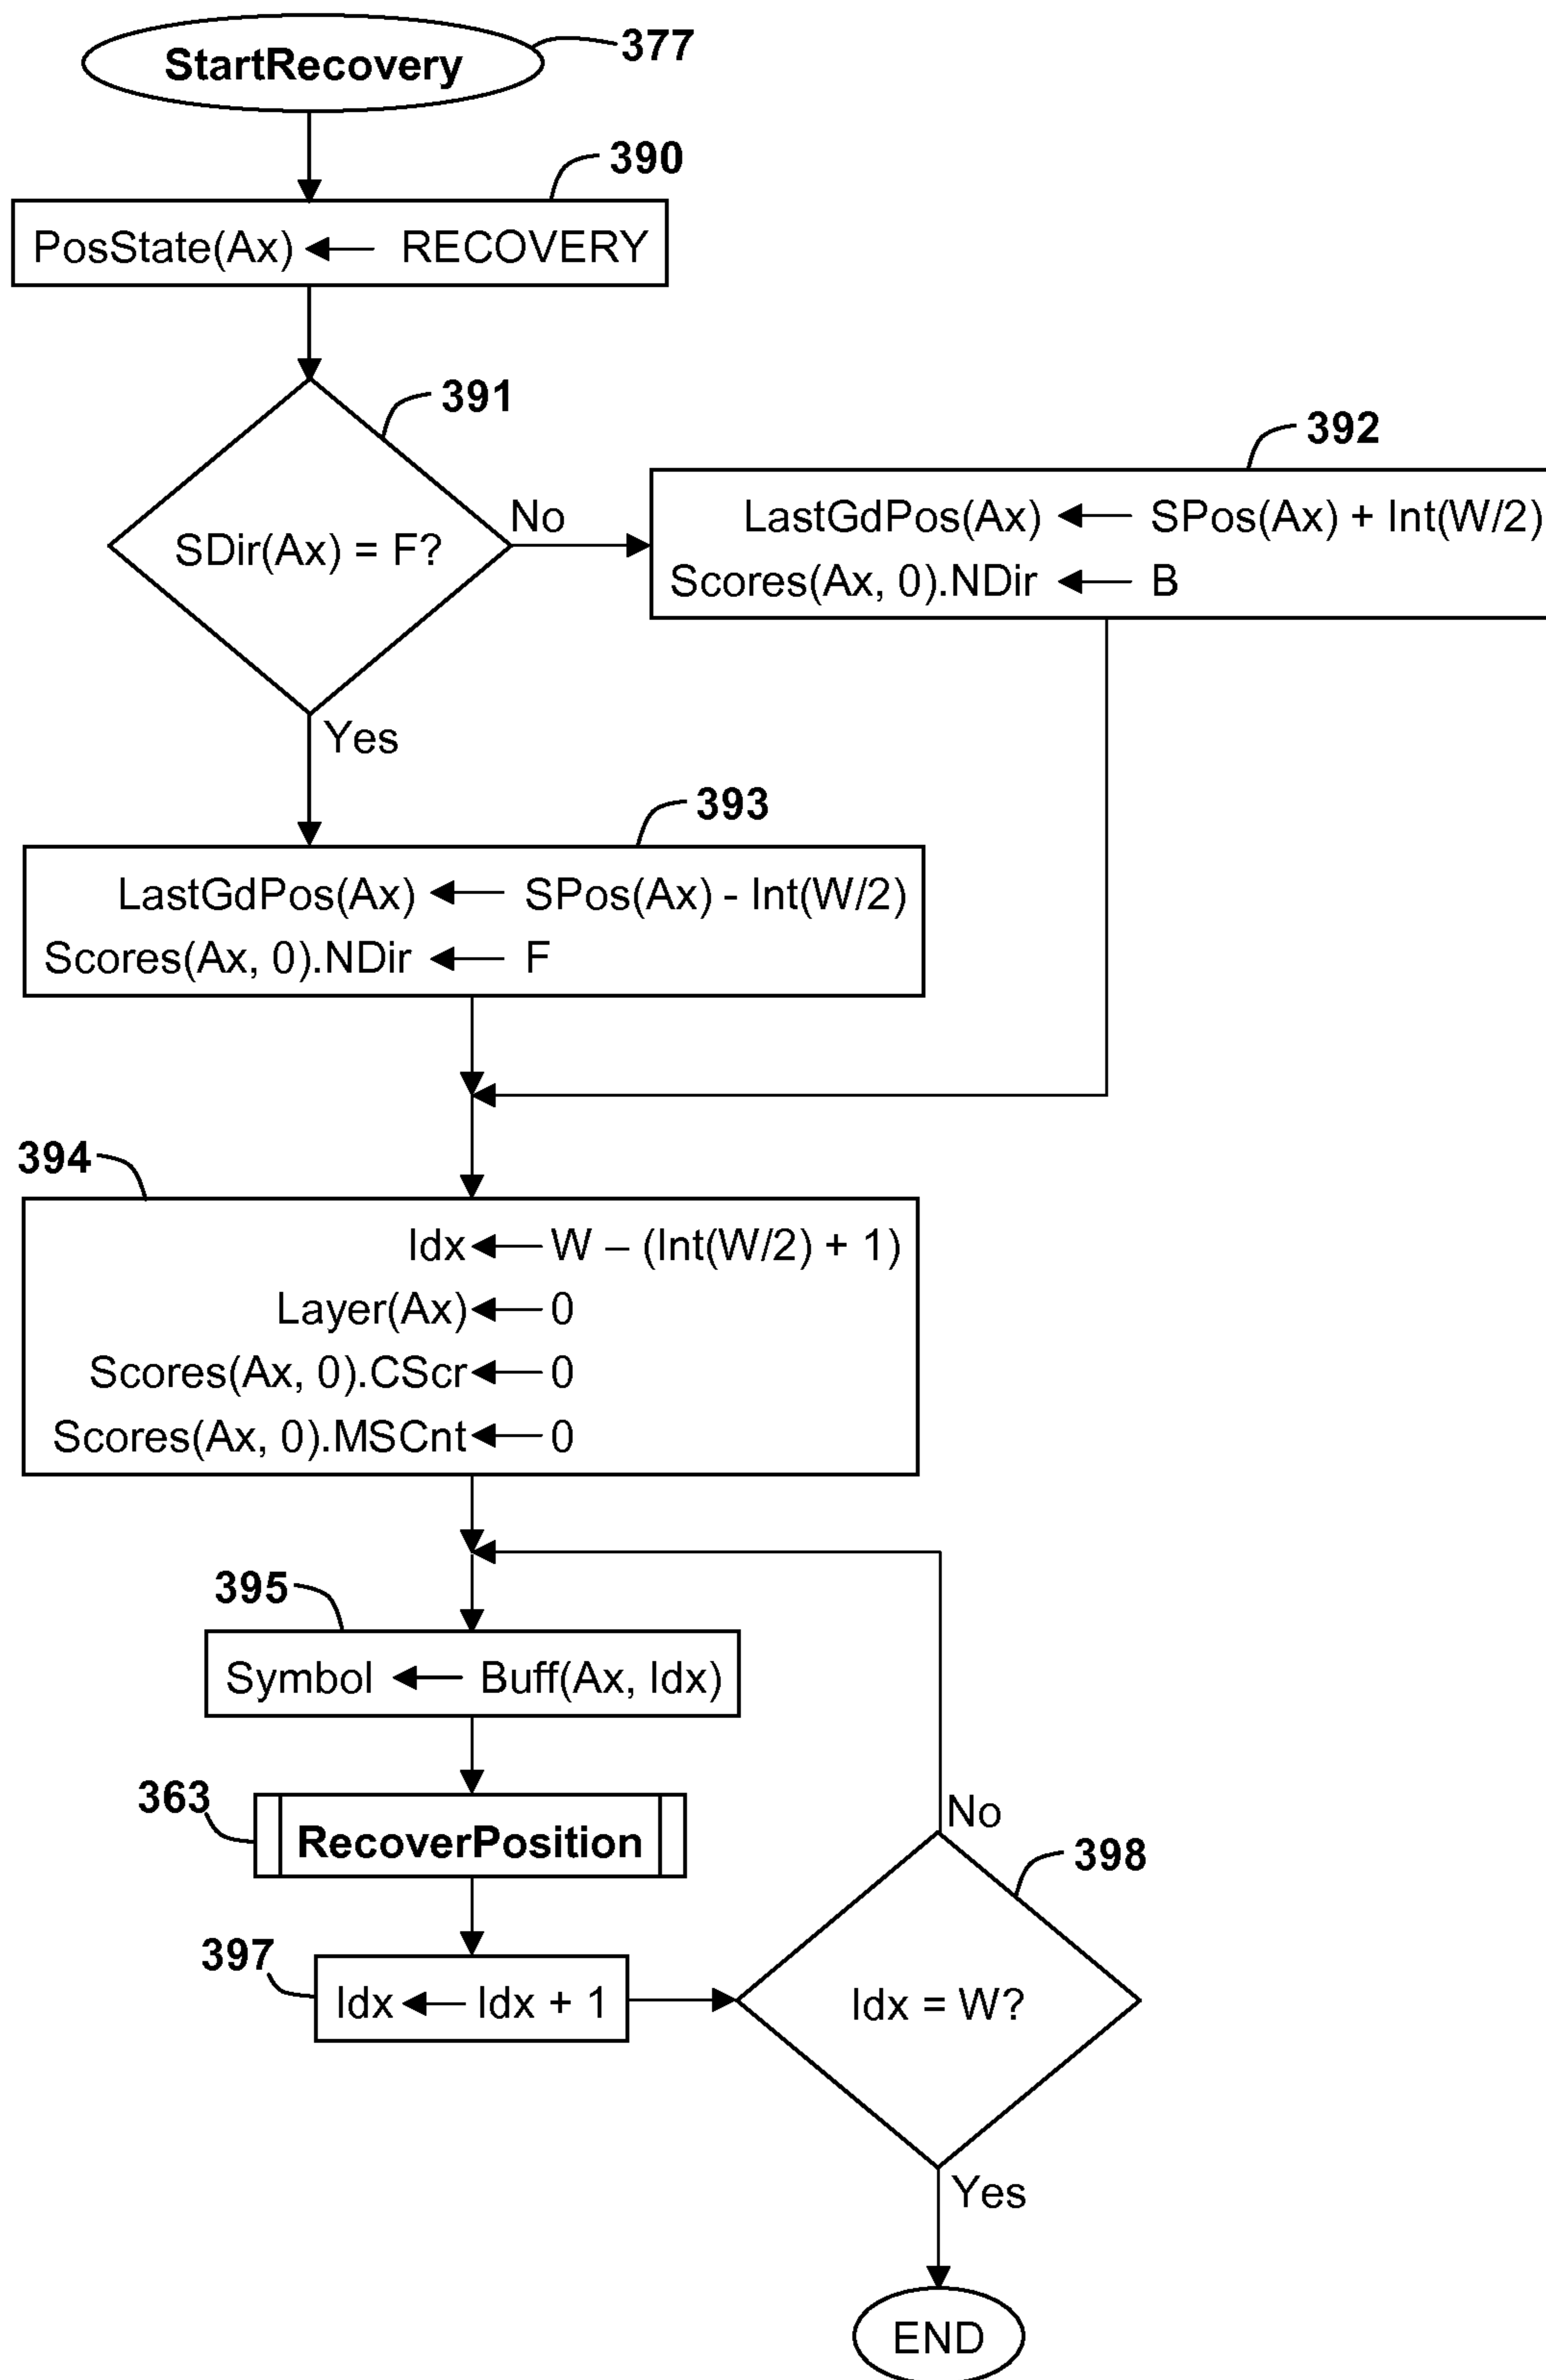 StartRecovery
377
390
PosState(Ax) ← RECOVERY
391
392
SDir(Ax) = F?
No
LastGdPos(Ax) ← SPos(Ax) + Int(W/2)
Scores(Ax, 0).NDir ← B
Yes
393
LastGdPos(Ax) ← SPos(Ax) - Int(W/2)
Scores(Ax, 0).NDir ← F
394
Idx ← W – (Int(W/2) + 1)
Layer(Ax) ← 0
Scores(Ax, 0).CScr ← 0
Scores(Ax, 0).MSCnt ← 0
395
Symbol ← Buff(Ax, Idx)
363
RecoverPosition
No
398
397
Idx ← Idx + 1
Idx = W?
Yes
END